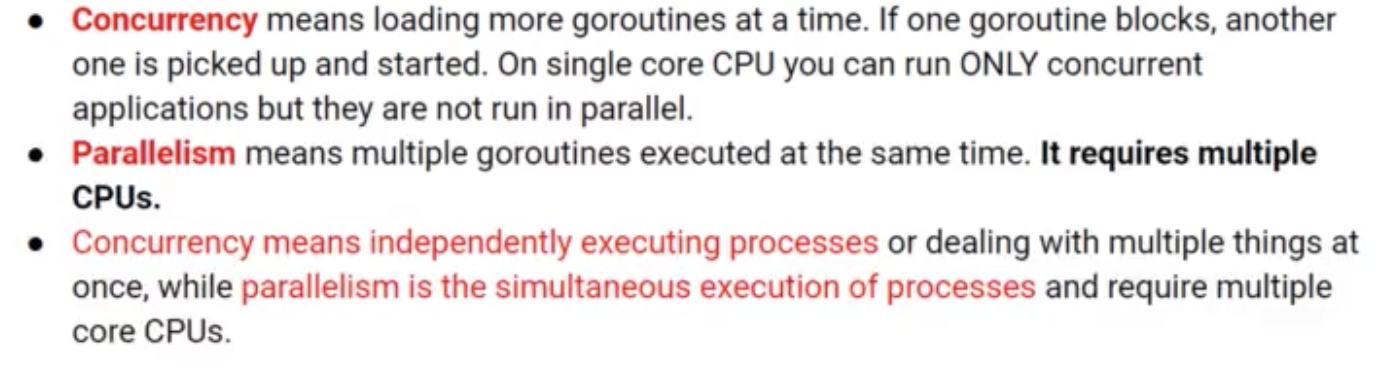 ● Concurrency means loading more goroutines at a time. If one goroutine blocks, another
one is picked up and started. On single core CPU you can run ONLY concurrent
applications but they are not run in parallel.
● Parallelism means multiple goroutines executed at the same time. It requires multiple
CPUs.
● Concurrency means independently executing processes or dealing with multiple things at
once, while parallelism is the simultaneous execution of processes and require multiple
core CPUs.